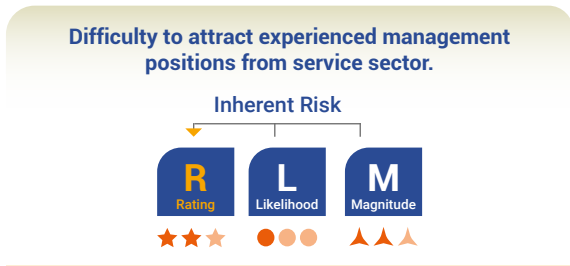 Difficulty to attract experienced management
positions from service sector.
Inherent Risk
R
Rating
L
Likelihood
M
Magnitude